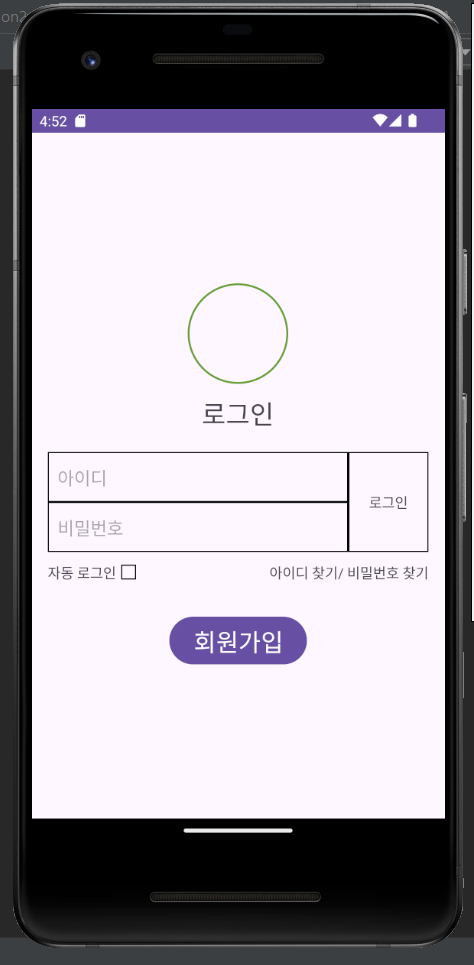 on2
4:52
로그인
아이디
로그인
비밀번호
자동 로그인
아이디 찾기/ 비밀번호 찾기
회원가입